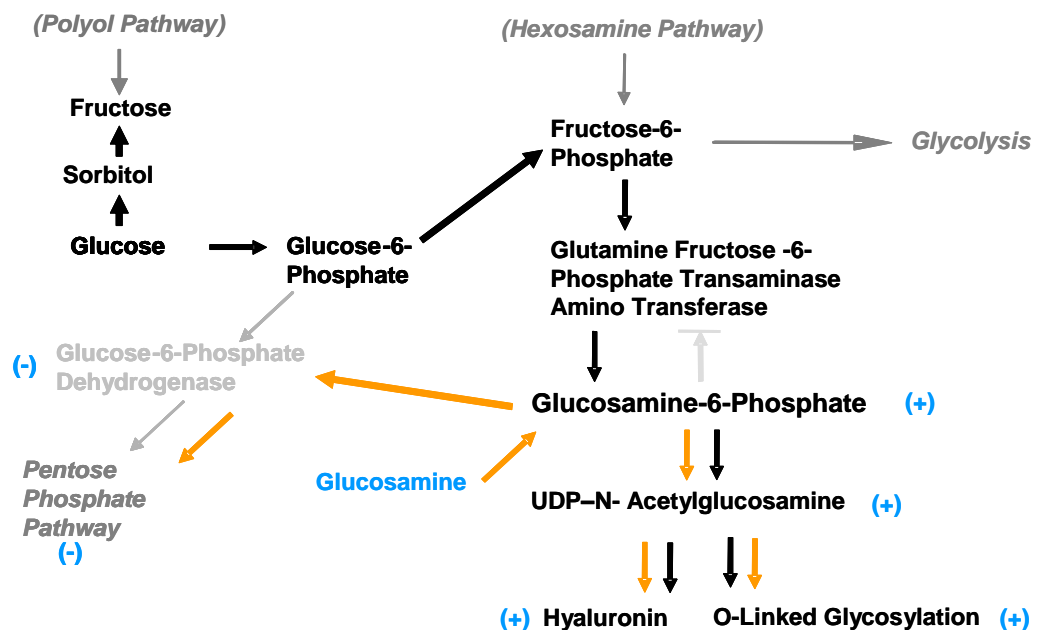 (Polyol Pathway)
(Hexosamine Pathway)
Fructose
Sorbitol
Glucose
Glucose-6-
Phosphate
Fructose-6-
Phosphate
Glycolysis
Glutamine Fructose -6-
Phosphate Transaminase
Amino Transferase
(-)
Glucose-6-Phosphate
Dehydrogenase
Glucosamine-6-Phosphate
(+)
Pentose
Phosphate
Pathway
(-)
Glucosamine
UDP–N- Acetylglucosamine
(+)
(+)
Hyaluronin
O-Linked Glycosylation
(+)